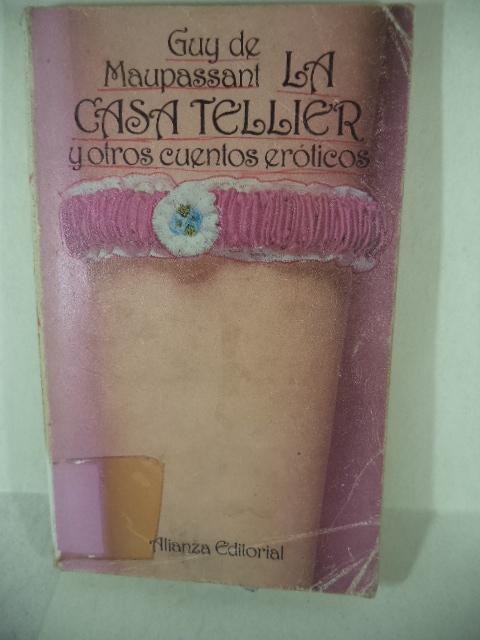 Guy de
Maupassant LA
CASA TELLIER
y otros cuentos eróticos
Alianza Editorial